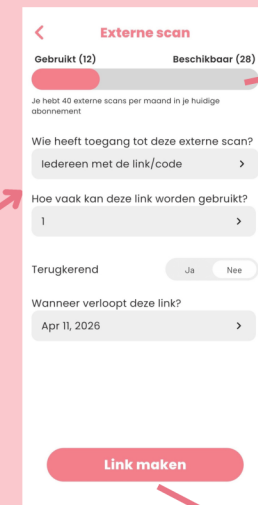 Externe scan
Gebruikt (12) Beschikbaar (28)
Je hebt 40 externe scans per maand in je huidige
abonnement
Wie heeft toegang tot deze externe scan?
Iedereen met de link/code
Hoe vaak kan deze link worden gebruikt?
1
Terugkerend Ja Nee
Wanneer verloopt deze link?
Apr 11, 2026
Link maken